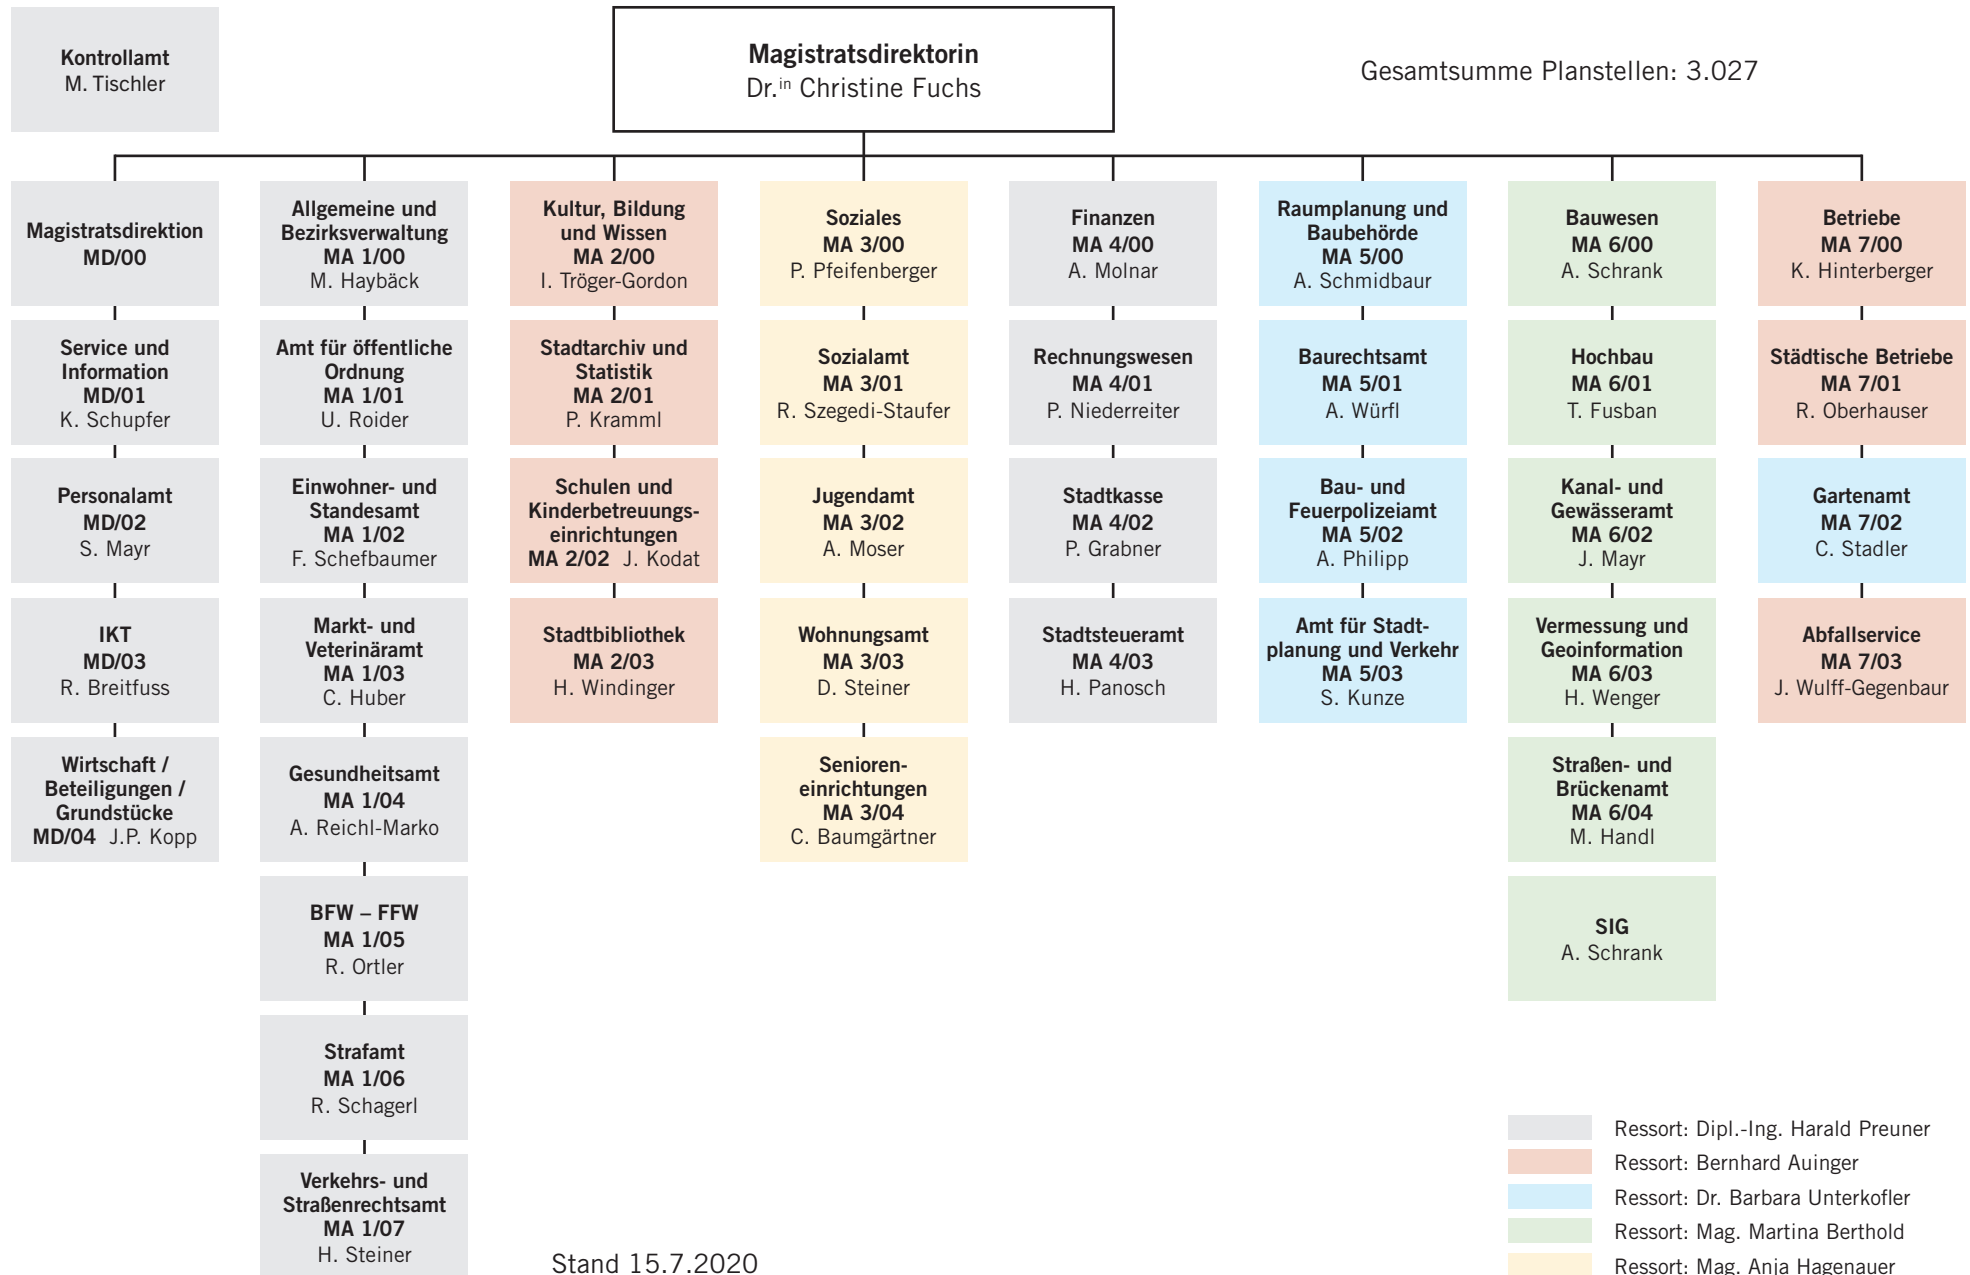 Kontrollamt
M. Tischler
Magistratsdirektorin
Dr.in Christine Fuchs
Gesamtsumme Planstellen: 3.027
Magistratsdirektion
MD/00
Service und
Information
MD/01
K. Schupfer
Personalamt
MD/02
S. Mayr
IKT
MD/03
R. Breitfuss
Wirtschaft /
Beteiligungen /
Grundstücke
MD/04 J.P. Kopp
Allgemeine und
Bezirksverwaltung
MA 1/00
M. Haybäck
Amt für öffentliche
Ordnung
MA 1/01
U. Roider
Einwohner- und
Standesamt
MA 1/02
F. Schefbaumer
Markt- und
Veterinäramt
MA 1/03
C. Huber
Gesundheitsamt
MA 1/04
A. Reichl-Marko
BFW – FFW
MA 1/05
R. Ortler
Strafamt
MA 1/06
R. Schagerl
Verkehrs- und
Straßenrechtsamt
MA 1/07
H. Steiner
Kultur, Bildung
und Wissen
MA 2/00
I. Tröger-Gordon
Stadtarchiv und
Statistik
MA 2/01
P. Kramml
Schulen und
Kinderbetreuungs-
einrichtungen
MA 2/02 J. Kodat
Stadtbibliothek
MA 2/03
H. Windinger
Soziales
MA 3/00
P. Pfeifenberger
Sozialamt
MA 3/01
R. Szegedi-Staufer
Jugendamt
MA 3/02
A. Moser
Wohnungsamt
MA 3/03
D. Steiner
Senioren-
einrichtungen
MA 3/04
C. Baumgärtner
Finanzen
MA 4/00
A. Molnar
Rechnungswesen
MA 4/01
P. Niederreiter
Stadtkasse
MA 4/02
P. Grabner
Stadtsteueramt
MA 4/03
H. Panosch
Raumplanung und
Baubehörde
MA 5/00
A. Schmidbaur
Baurechtsamt
MA 5/01
A. Würfl
Bau- und
Feuerpolizeiamt
MA 5/02
A. Philipp
Amt für Stadt-
planung und Verkehr
MA 5/03
S. Kunze
Bauwesen
MA 6/00
A. Schrank
Hochbau
MA 6/01
T. Fusban
Kanal- und
Gewässeramt
MA 6/02
J. Mayr
Vermessung und
Geoinformation
MA 6/03
H. Wenger
Straßen- und
Brückenamt
MA 6/04
M. Handl
SIG
A. Schrank
Betriebe
MA 7/00
K. Hinterberger
Städtische Betriebe
MA 7/01
R. Oberhauser
Gartenamt
MA 7/02
C. Stadler
Abfallservice
MA 7/03
J. Wulff-Gegenbaur
Stand 15.7.2020
Ressort: Dipl.-Ing. Harald Preuner
Ressort: Bernhard Auinger
Ressort: Dr. Barbara Unterkofler
Ressort: Mag. Martina Berthold
Ressort: Mag. Anja Hagenauer